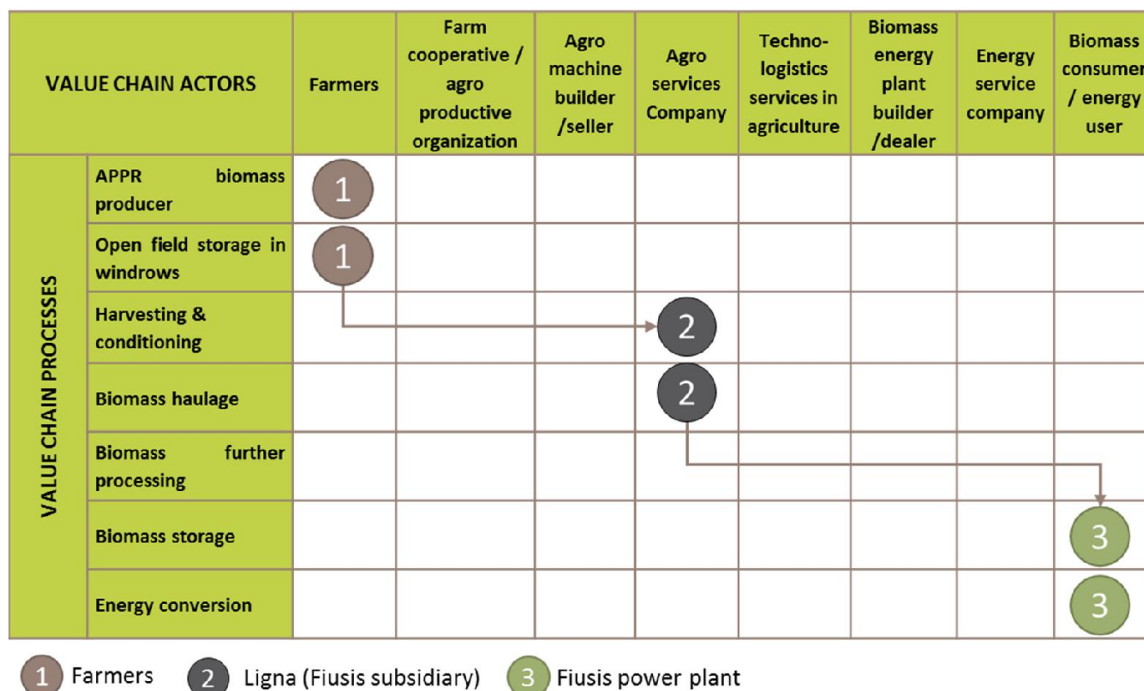 VALUE CHAIN ACTORS
Farmers
Farm
cooperative /
agro
productive
organization
Agro
machine
builder
/seller
Agro
services
Company
Techno-
logistics
services in
agriculture
Biomass
energy
plant
builder
/dealer
Energy
service
company
Biomass
consumer
/ energy
user
VALUE CHAIN PROCESSES
APPR biomass
producer
1
Open field storage in
windrows
1
Harvesting &
conditioning
2
Biomass haulage
2
Biomass further
processing
Biomass storage
3
Energy conversion
3
1 Farmers
2 Ligna (Fiusis subsidiary)
3 Fiusis power plant